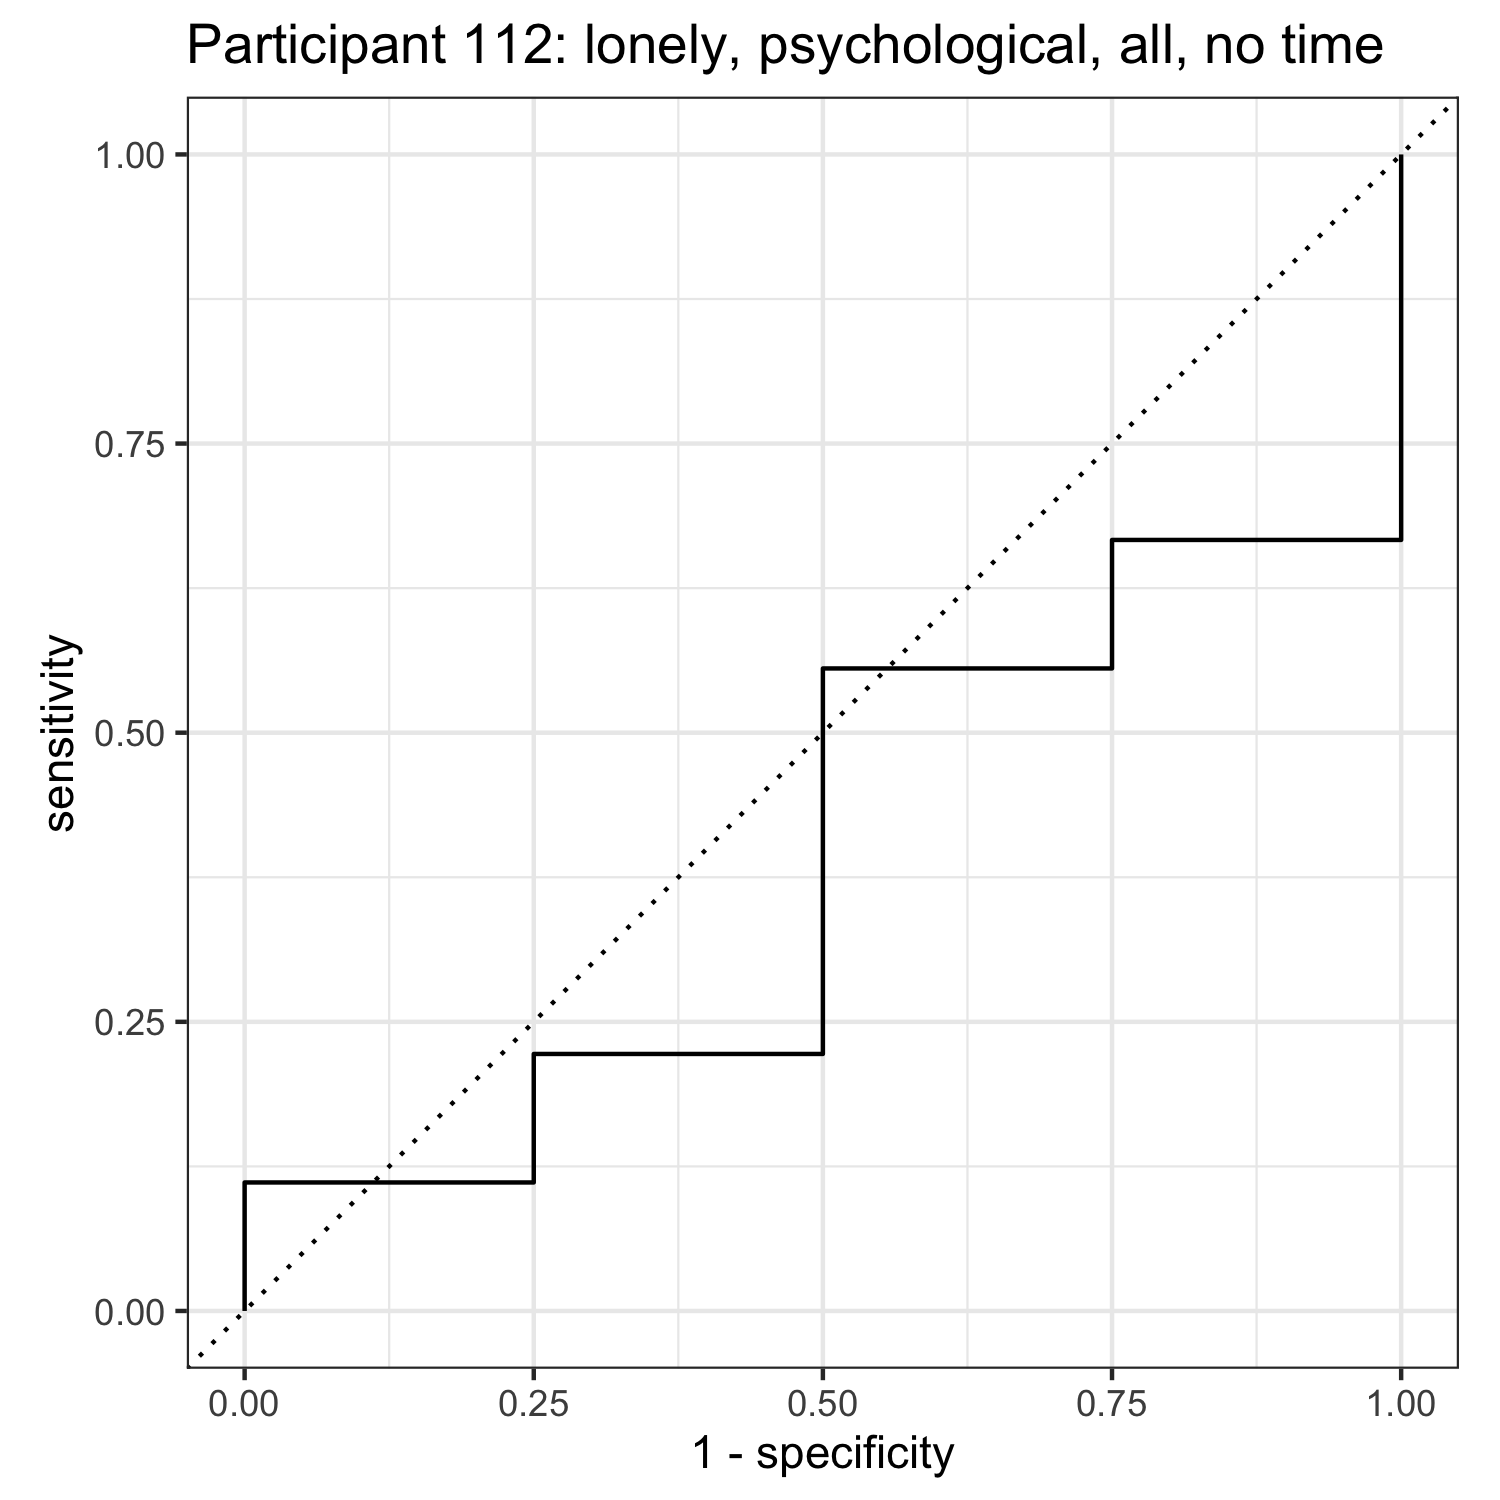 Participant 112: lonely, psychological, all, no time
1.00
0.75
0.50
0.25
0.00
sensitivity
0.00 0.25 0.50 0.75 1.00
1 - specificity